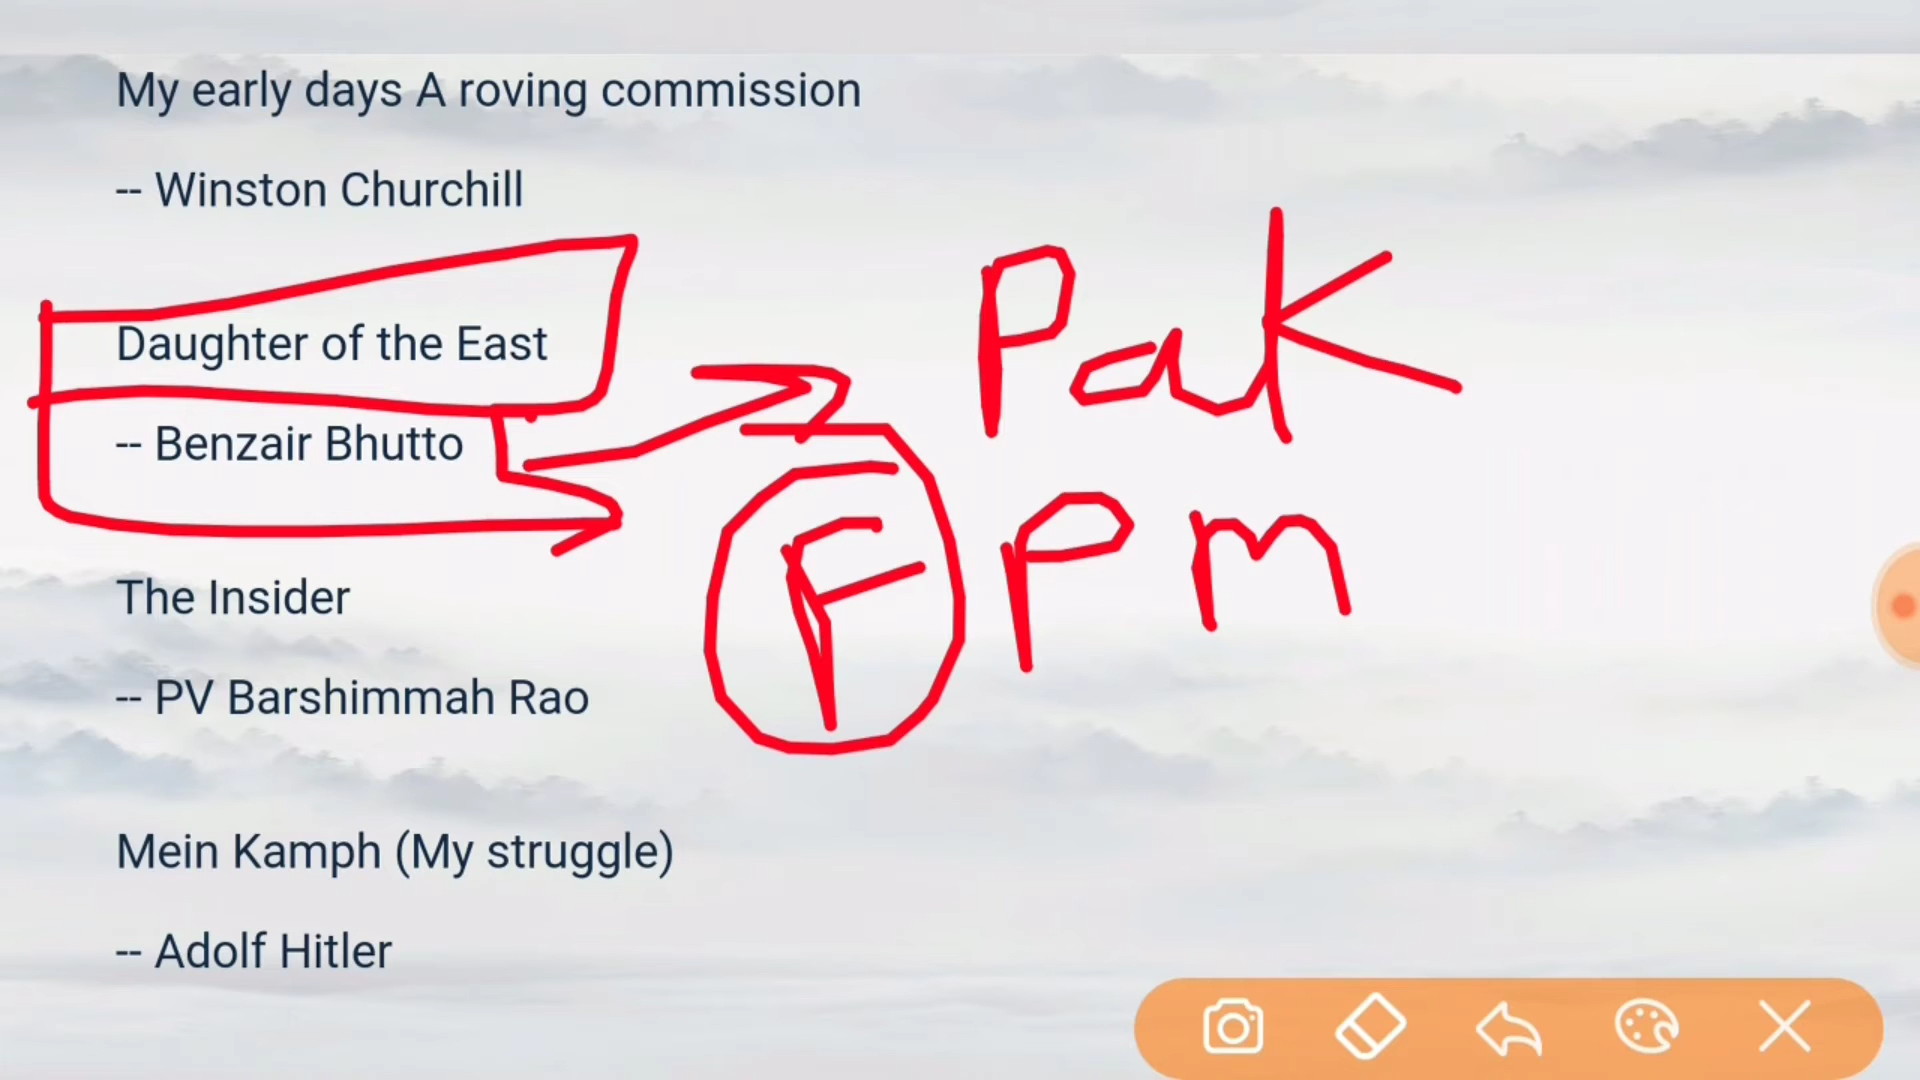 My early days A roving commission
-- Winston Churchill
Daughter of the East
-- Benzair Bhutto
Pak
F PM
The Insider
-- PV Barshimmah Rao
Mein Kamph (My struggle)
-- Adolf Hitler